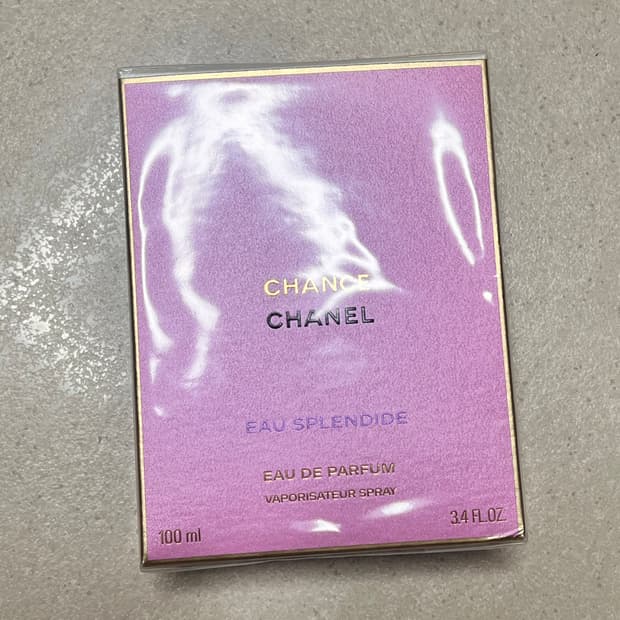 CHANCE
CHANEL
EAU SPLENDIDE
EAU DE PARFUM
VAPORISATEUR SPRAY
100 ml
3.4 FL.OZ.